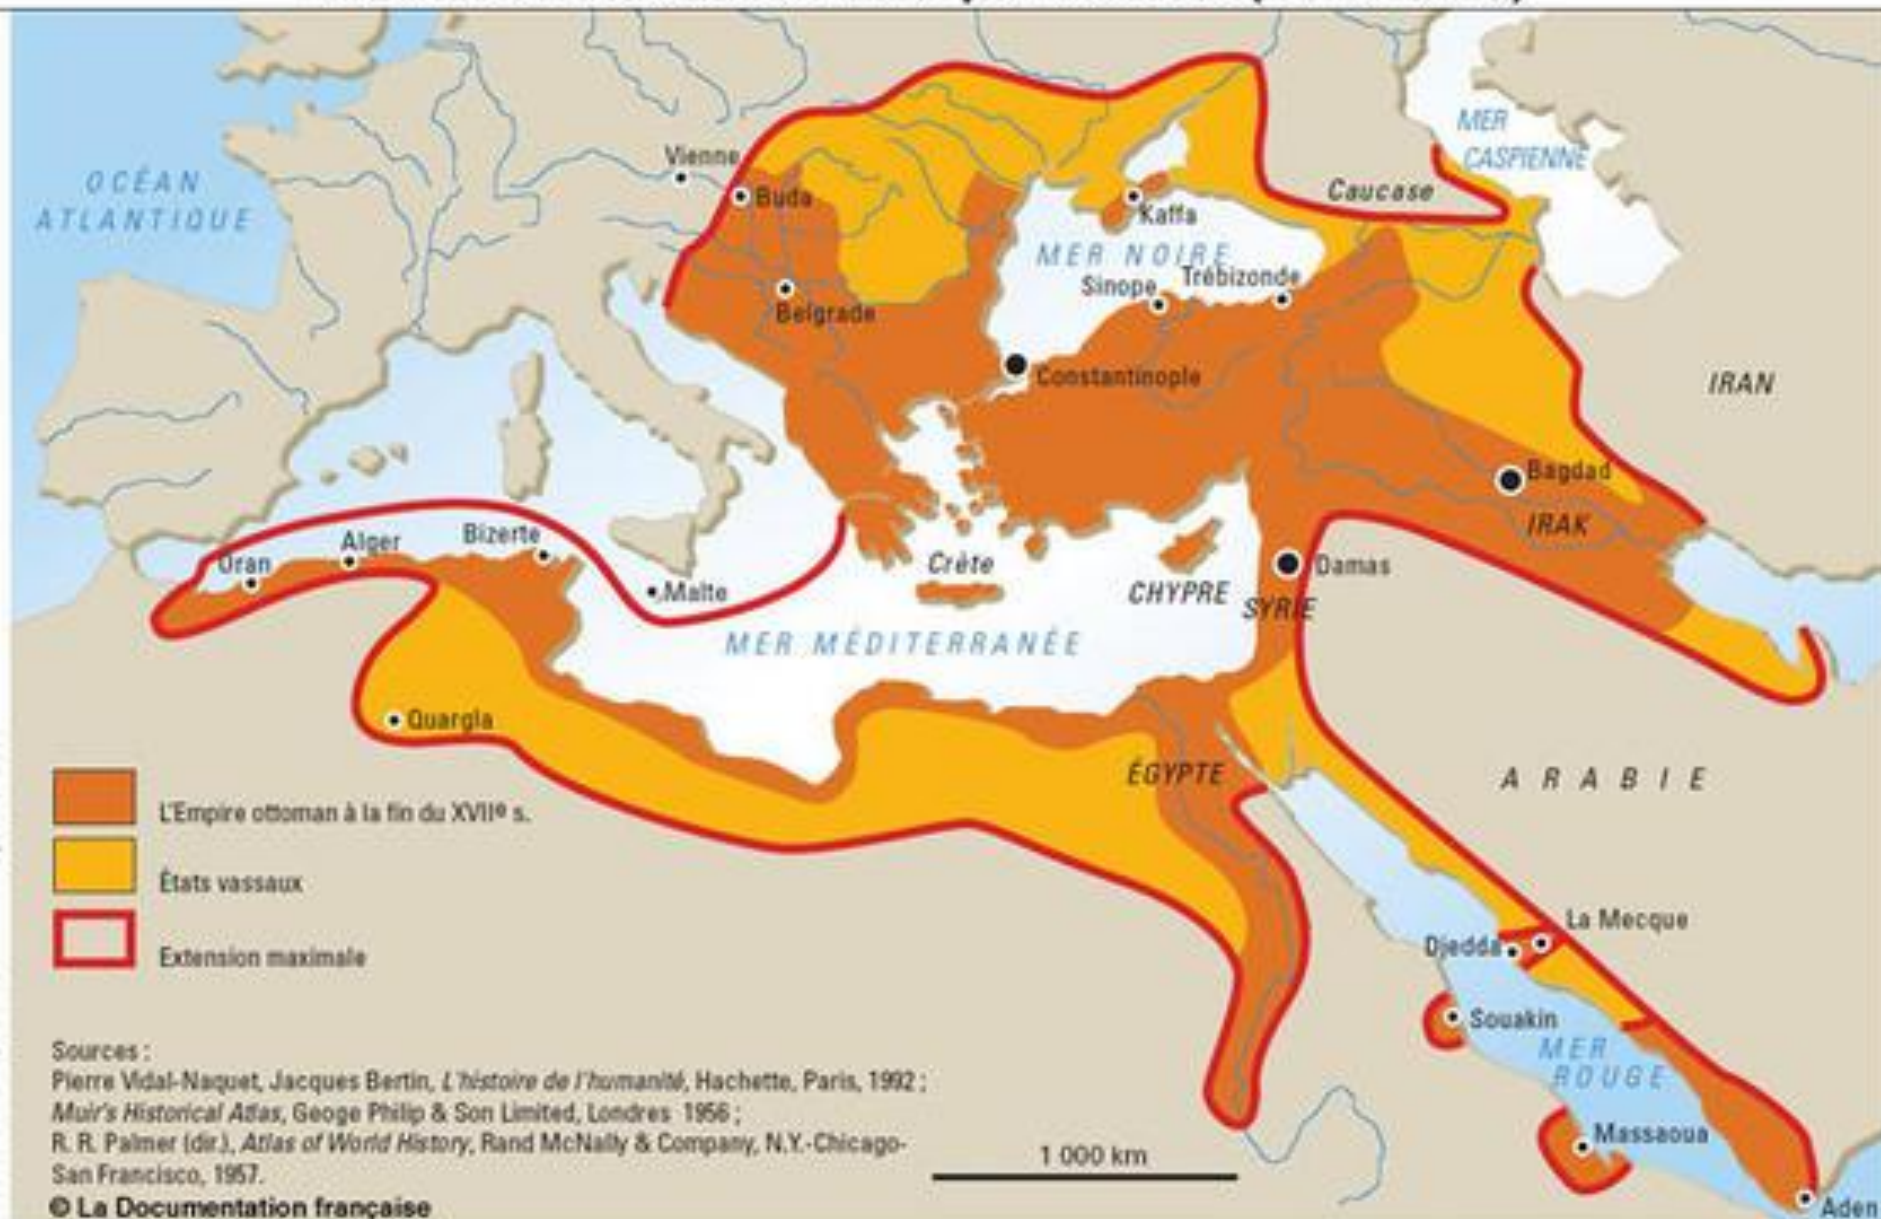 OCÉAN
ATLANTIQUE
Vienne
Buda
Belgrade
MER
CASPIENNE
Caucase
Kaffa
MER NOIRE
Sinope
Trébizonde
Constantinople
IRAN
Bagdad
IRAK
Oran
Alger
Bizerte
Malte
Crète
CHYPRE
Damas
SYRIE
MER MÉDITERRANÉE
Quargla
ÉGYPTE
ARABIE
La Mecque
Djedda
Souakin
MER
ROUGE
Massaoua
Aden
L'Empire ottoman à la fin du XVIIe s.
États vassaux
Extension maximale
Sources :
Pierre Vidal-Naquet, Jacques Bertin, L'histoire de l'humanité, Hachette, Paris, 1992 ;
Muir's Historical Atlas, Geoge Philip & Son Limited, Londres 1956 ;
R. R. Palmer (dir.), Atlas of World History, Rand McNally & Company, N.Y.-Chicago-
San Francisco, 1957.
© La Documentation française
1 000 km